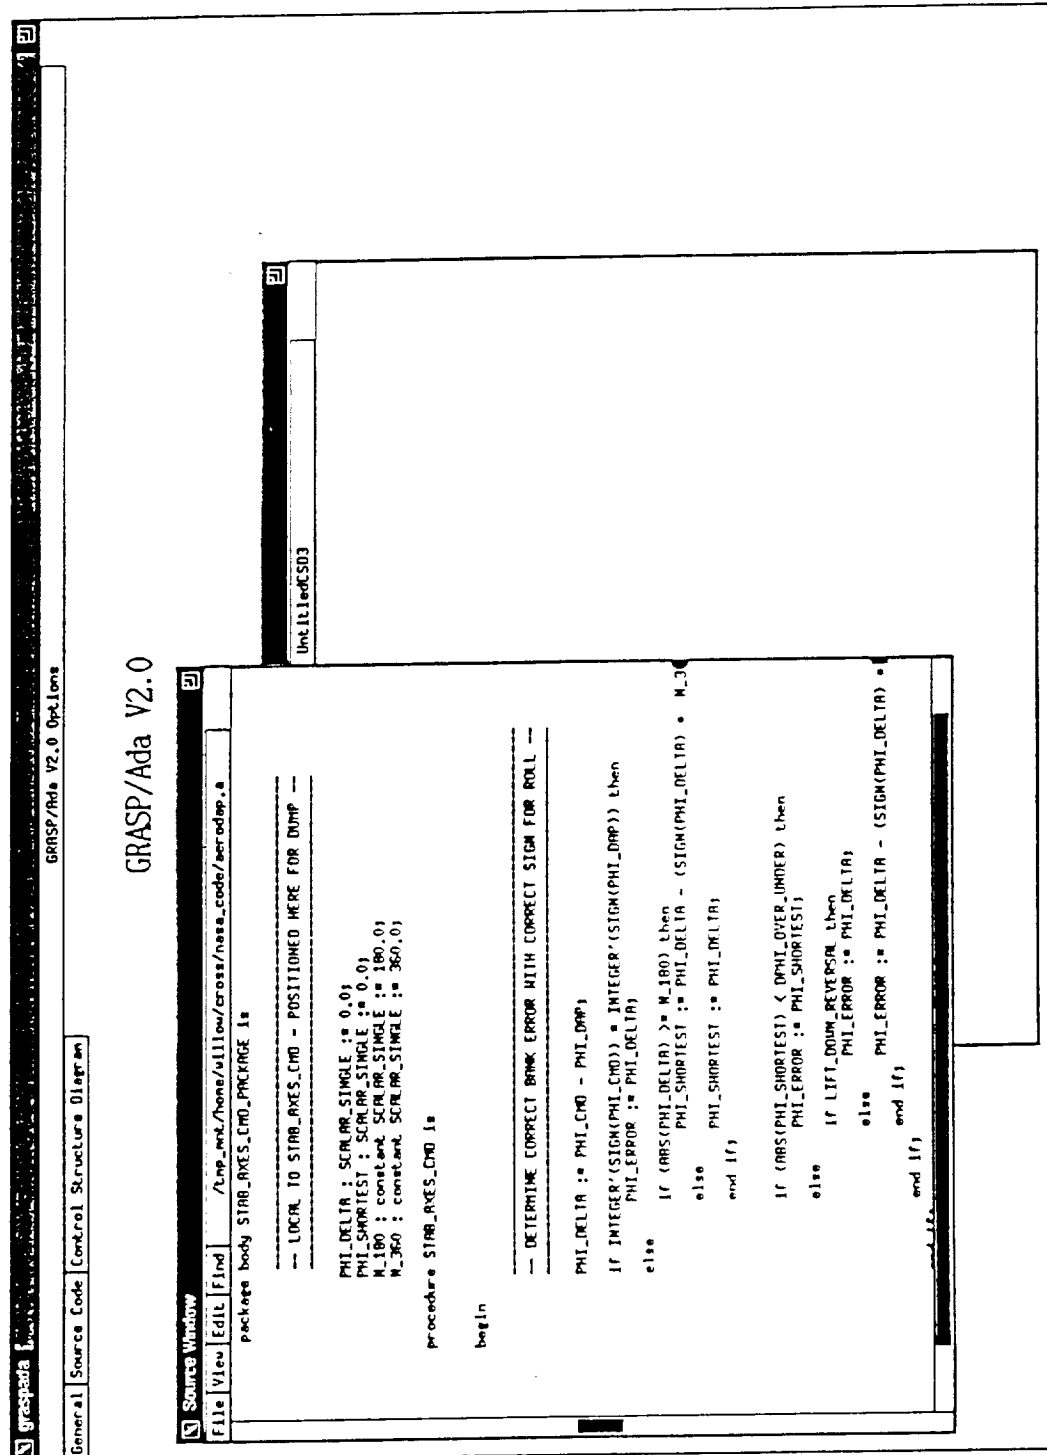 graspada
GRASP/Ada V2.0 Options
General Source Code Control Structure Diagram
GRASP/Ada V2.0
Source Window
File View Edit Find /tmp_mnt/home/willow/cross/nasa_code/aerodap.a
package body STAB_AXES_CMD_PACKAGE is
-- LOCAL TO STAB_AXES_CMD - POSITIONED HERE FOR DUMP --
PHI_DELTA : SCALAR_SINGLE := 0.0;
PHI_SHORTEST : SCALAR_SINGLE := 0.0;
M_180 : constant SCALAR_SINGLE := 180.0;
M_360 : constant SCALAR_SINGLE := 360.0;
procedure STAB_AXES_CMD is
begin
-- DETERMINE CORRECT BANK ERROR WITH CORRECT SIGN FOR ROLL --
PHI_DELTA := PHI_CMD - PHI_DAP;
if INTEGER'(SIGN(PHI_CMD)) = INTEGER'(SIGN(PHI_DAP)) then
PHI_ERROR := PHI_DELTA;
else
if (ABS(PHI_DELTA) >= M_180) then
PHI_SHORTEST := PHI_DELTA - (SIGN(PHI_DELTA) * M_3
else
PHI_SHORTEST := PHI_DELTA;
end if;
if (ABS(PHI_SHORTEST) < DPHI_OVER_UNDER) then
PHI_ERROR := PHI_SHORTEST;
else
if LIFT_DOWN_REVERSAL then
PHI_ERROR := PHI_DELTA;
else
PHI_ERROR := PHI_DELTA - (SIGN(PHI_DELTA) *
end if;
end if;
end if;
UntitledCSD3